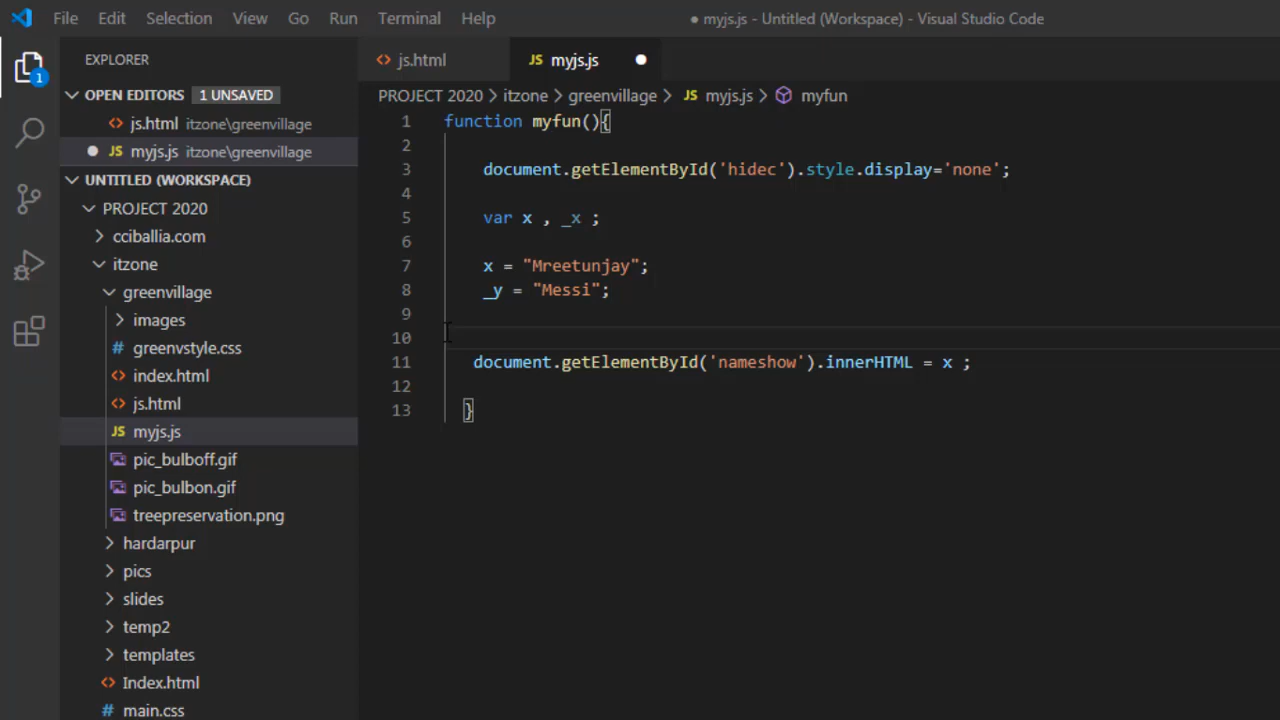 File Edit Selection View Go Run Terminal Help
● myjs.js - Untitled (Workspace) - Visual Studio Code
EXPLORER
OPEN EDITORS 1 UNSAVED
js.html itzone\greenvillage
JS myjs.js itzone\greenvillage
UNTITLED (WORKSPACE)
PROJECT 2020
cciballia.com
itzone
greenvillage
images
# greenvstyle.css
index.html
js.html
JS myjs.js
pic_bulboff.gif
pic_bulbon.gif
treepreservation.png
hardarpur
pics
slides
temp2
templates
Index.html
# main.css
1
js.html
JS myjs.js
PROJECT 2020 > itzone > greenvillage > JS myjs.js > myfun
1 function myfun(){
2
3 document.getElementById('hidec').style.display='none';
4
5 var x , _x ;
6
7 x = "Mreetunjay";
8 _y = "Messi";
9
10
11 document.getElementById('nameshow').innerHTML = x ;
12
13 }